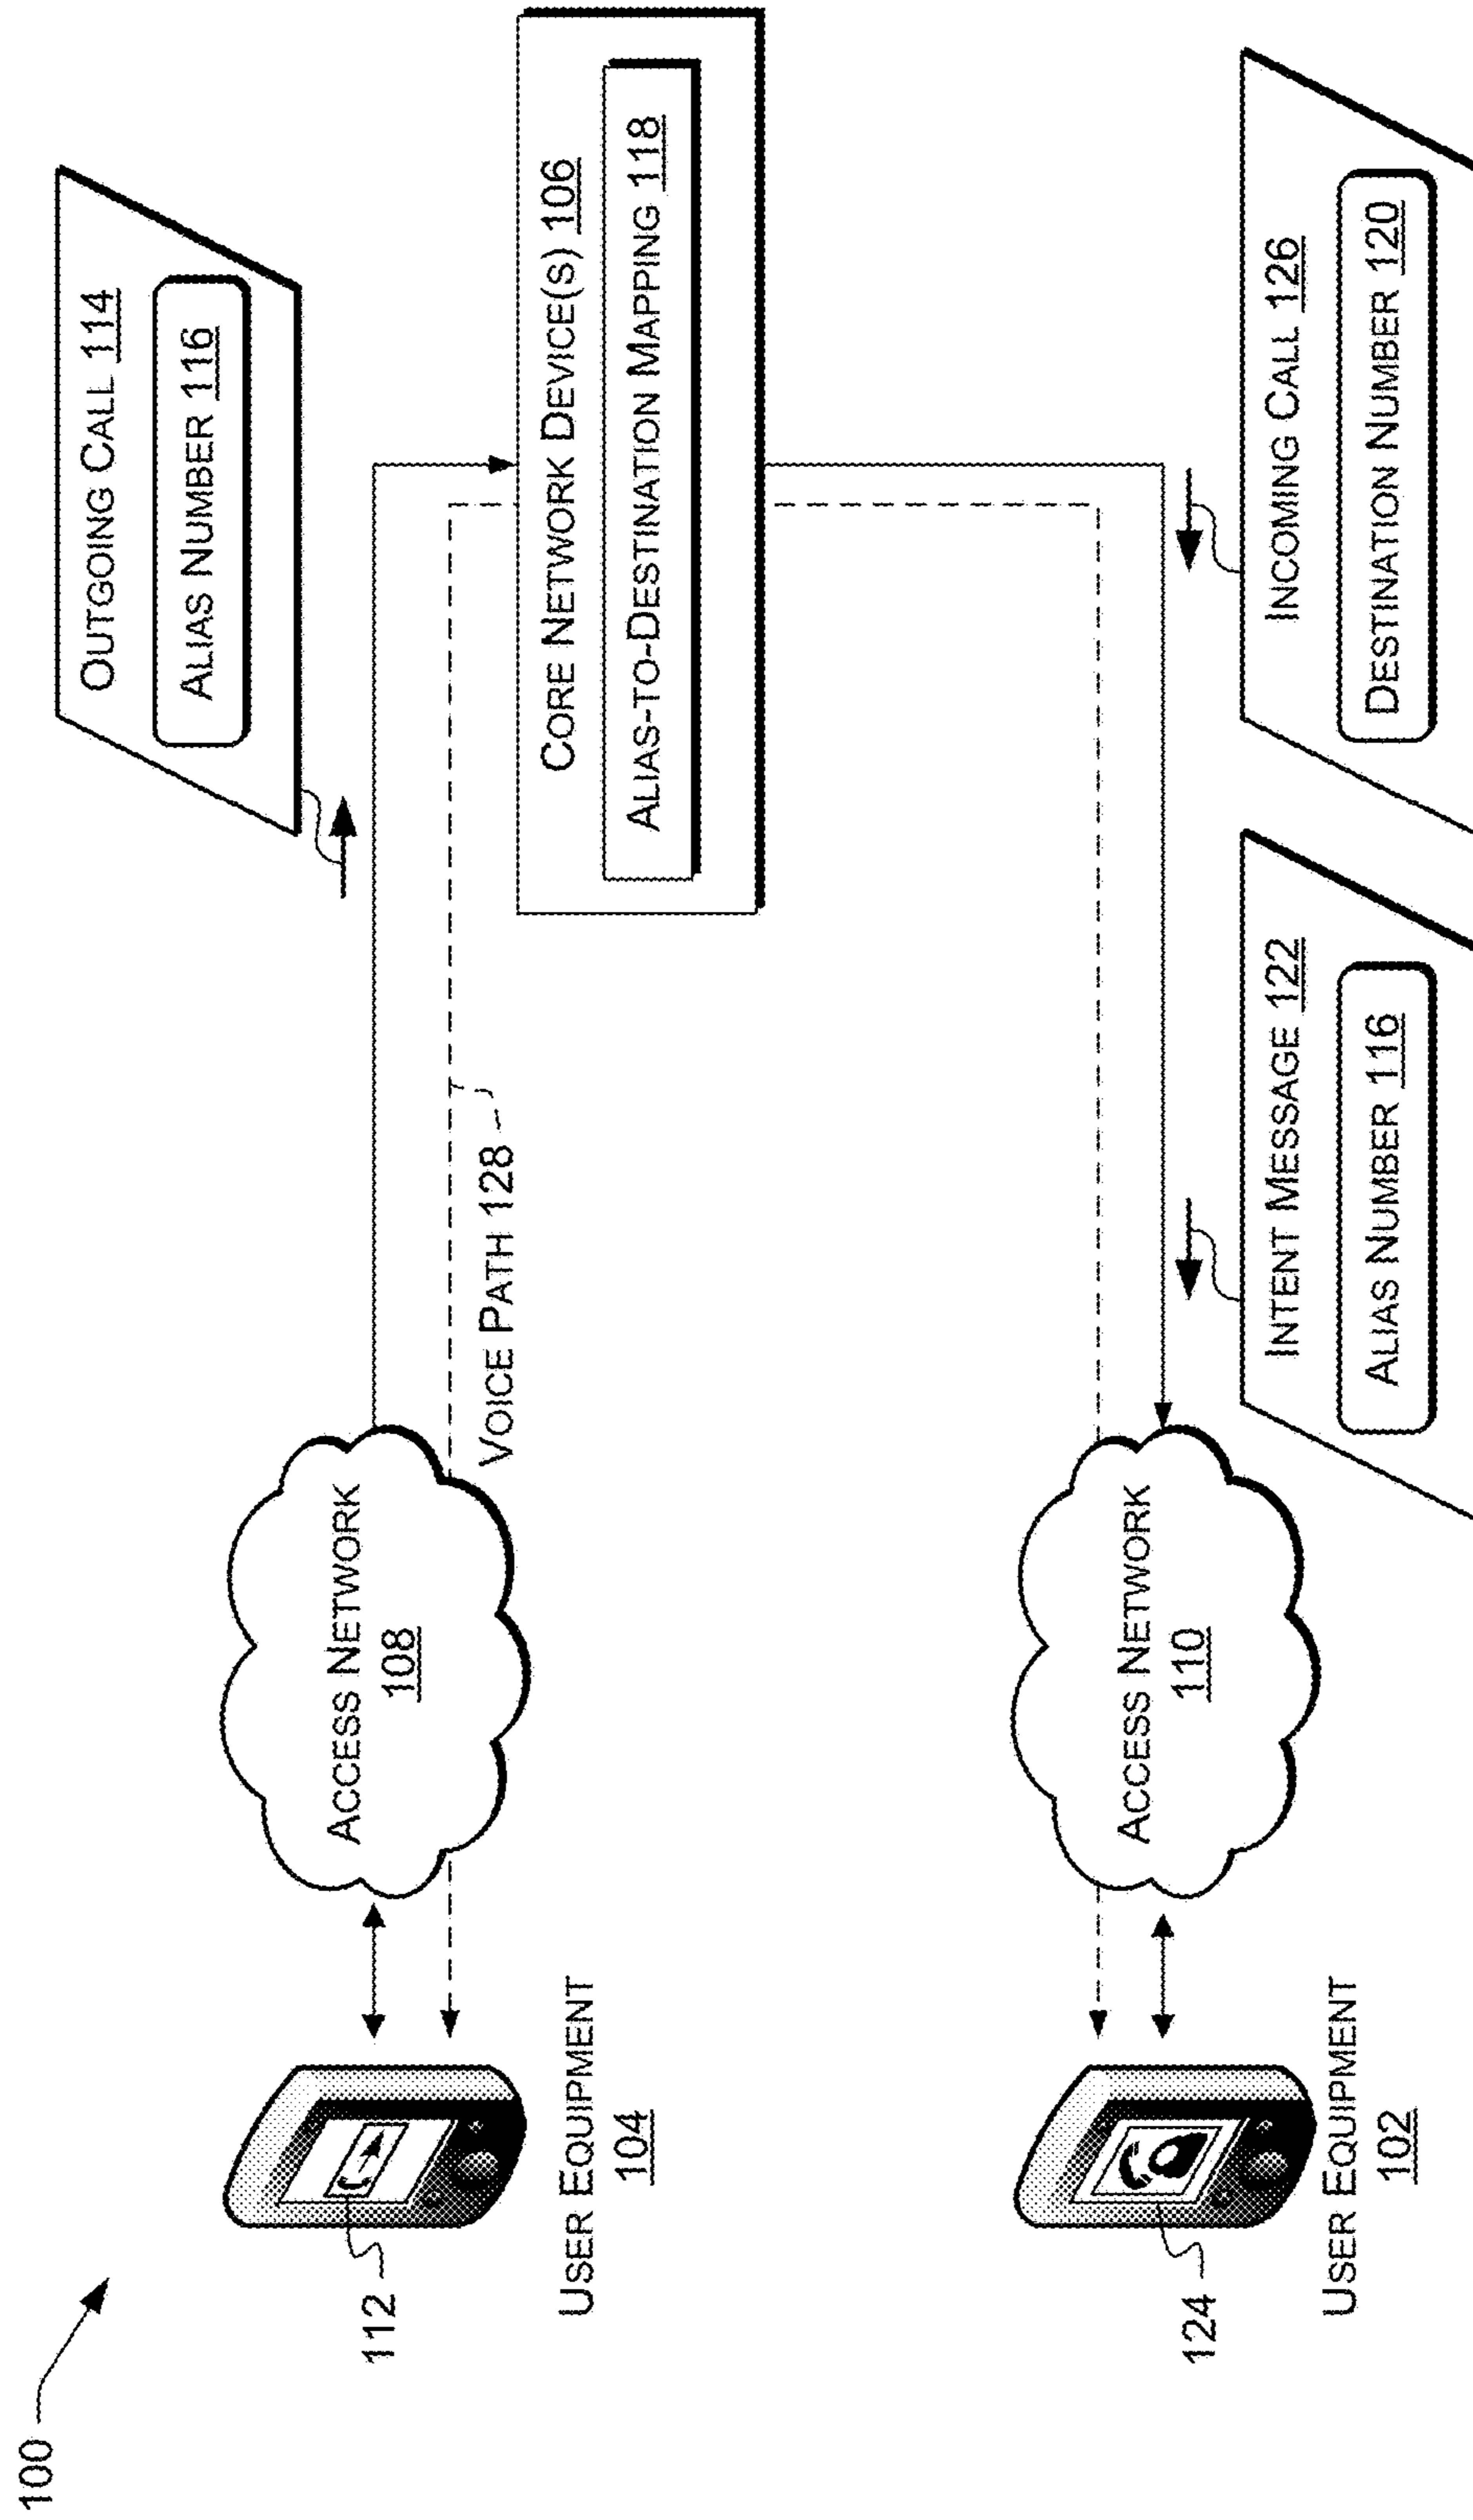 100
OUTGOING CALL 114
ALIAS NUMBER 116
112
ACCESS NETWORK
108
VOICE PATH 128
USER EQUIPMENT
104
CORE NETWORK DEVICE(S) 106
ALIAS-TO-DESTINATION MAPPING 118
124
ACCESS NETWORK
110
USER EQUIPMENT
102
INTENT MESSAGE 122
ALIAS NUMBER 116
INCOMING CALL 126
DESTINATION NUMBER 120